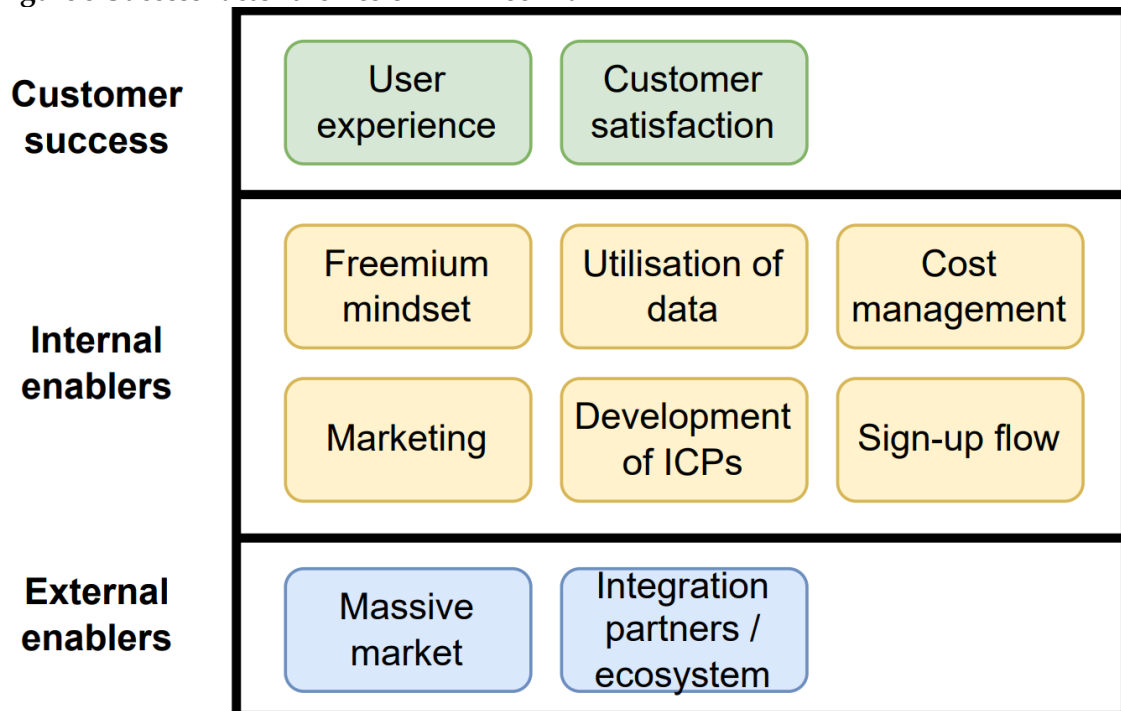 Customer
success
User
experience
Customer
satisfaction
Internal
enablers
Freemium
mindset
Utilisation of
data
Cost
management
Marketing
Development
of ICPs
Sign-up flow
External
enablers
Massive
market
Integration
partners /
ecosystem